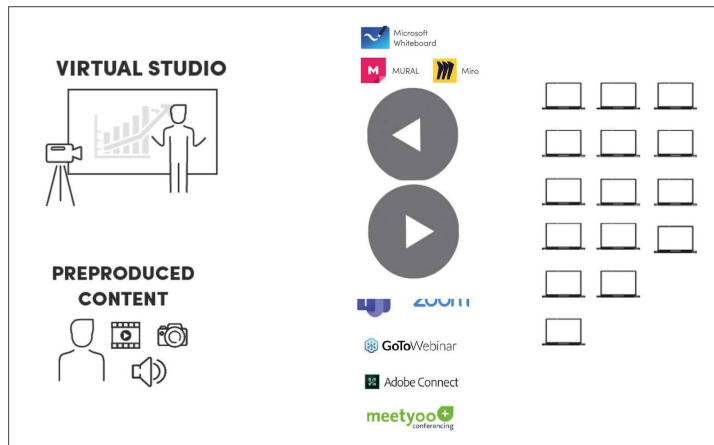 VIRTUAL STUDIO
PREPRODUCED
CONTENT
Microsoft
Whiteboard
M MURAL Miro
zoom
GoToWebinar
Adobe Connect
meetyoo
conferencing